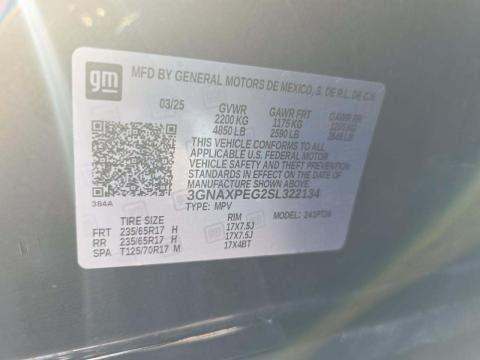 gm
MFD BY GENERAL MOTORS DE MEXICO, S. DE R.L. DE C.V.
03/25 GVWR GAWR FRT GAWR RR
2200 KG 1175 KG
4850 LB 2590 LB
THIS VEHICLE CONFORMS TO ALL
APPLICABLE U.S. FEDERAL MOTOR
VEHICLE SAFETY AND THEFT
PREVENTION STANDARDS IN EFFECT
ON THE DATE OF MANUFACTURE
SHOWN ABOVE.
3GNAXPEG2SL322134
384A TYPE: MPV MODEL:
TIRE SIZE RIM
FRT 235/65R17 H 17X7.5J
RR 235/65R17 H 17X7.5J
SPA T125/70R17 M 17X4BT